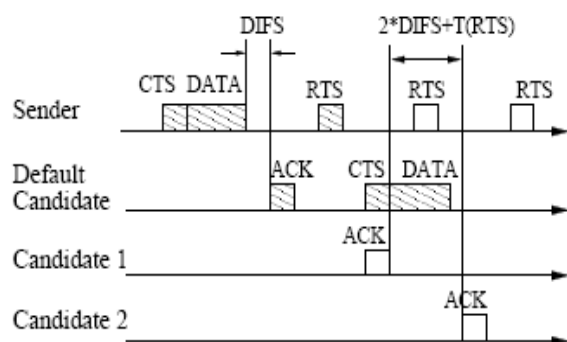 DIFS 2*DIFS+T(RTS)
CTS DATA RTS RTS RTS
Sender
Default
Candidate
ACK CTS DATA
ACK
Candidate 1
ACK
Candidate 2